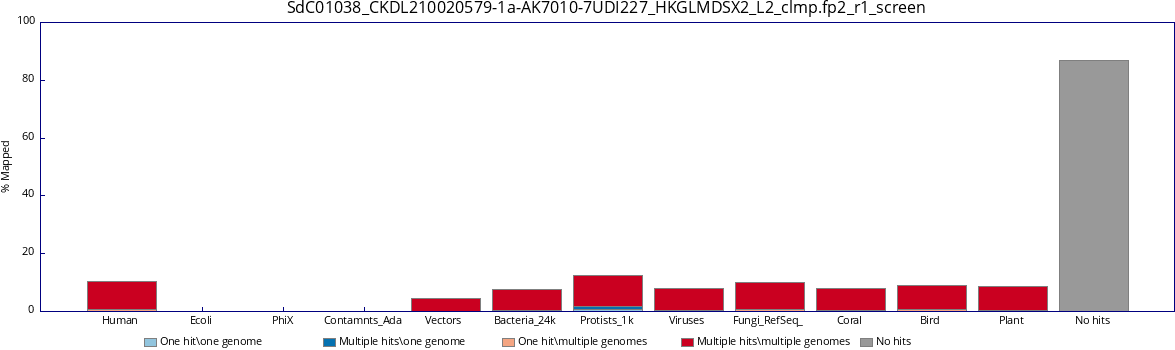 SdC01038_CKDL210020579-1a-AK7010-7UDI227_HKGLMDSX2_L2_clmp.fp2_r1_screen
100
80
60
40
20
0
% Mapped
Human Ecoli PhiX Contamnts_Ada Vectors Bacteria_24k Protists_1k Viruses Fungi_RefSeq_ Coral Bird Plant No hits
One hit\one genome Multiple hits\one genome One hit\multiple genomes Multiple hits\multiple genomes No hits